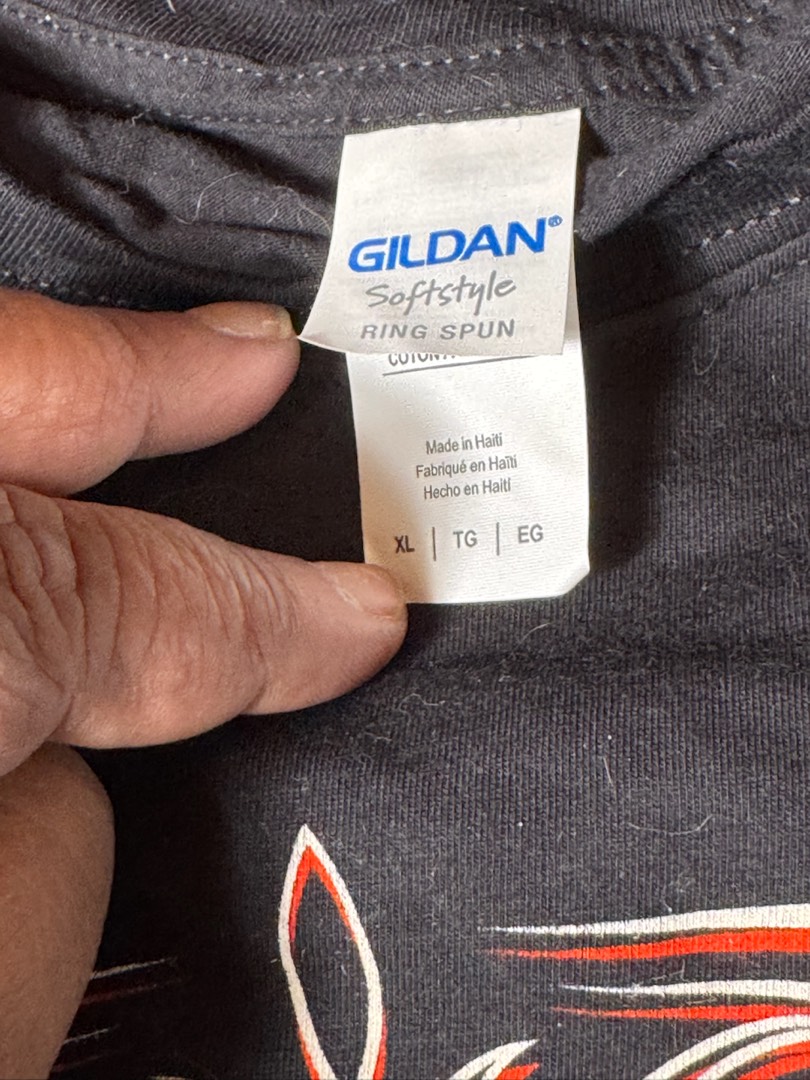 GILDAN®
Softstyle
RING SPUN
Made in Haiti
Fabriqué en Haïti
Hecho en Haití
XL | TG | EG